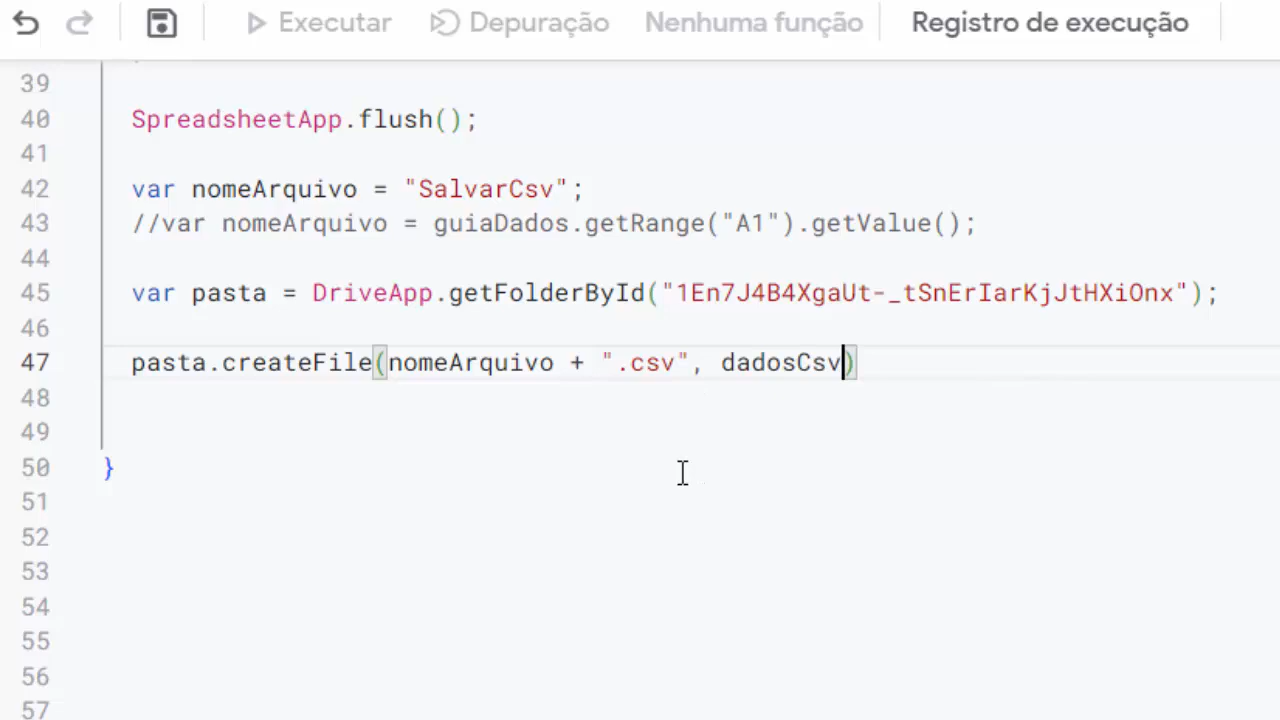 Executar Depuração Nenhuma função Registro de execução
39
40 SpreadsheetApp.flush();
41
42 var nomeArquivo = "SalvarCsv";
43 //var nomeArquivo = guiaDados.getRange("A1").getValue();
44
45 var pasta = DriveApp.getFolderById("1En7J4B4XgaUt-_tSnErIarKjJtHXiOnx");
46
47 pasta.createFile(nomeArquivo + ".csv", dadosCsv)
48
49
50 }
51
52
53
54
55
56
57